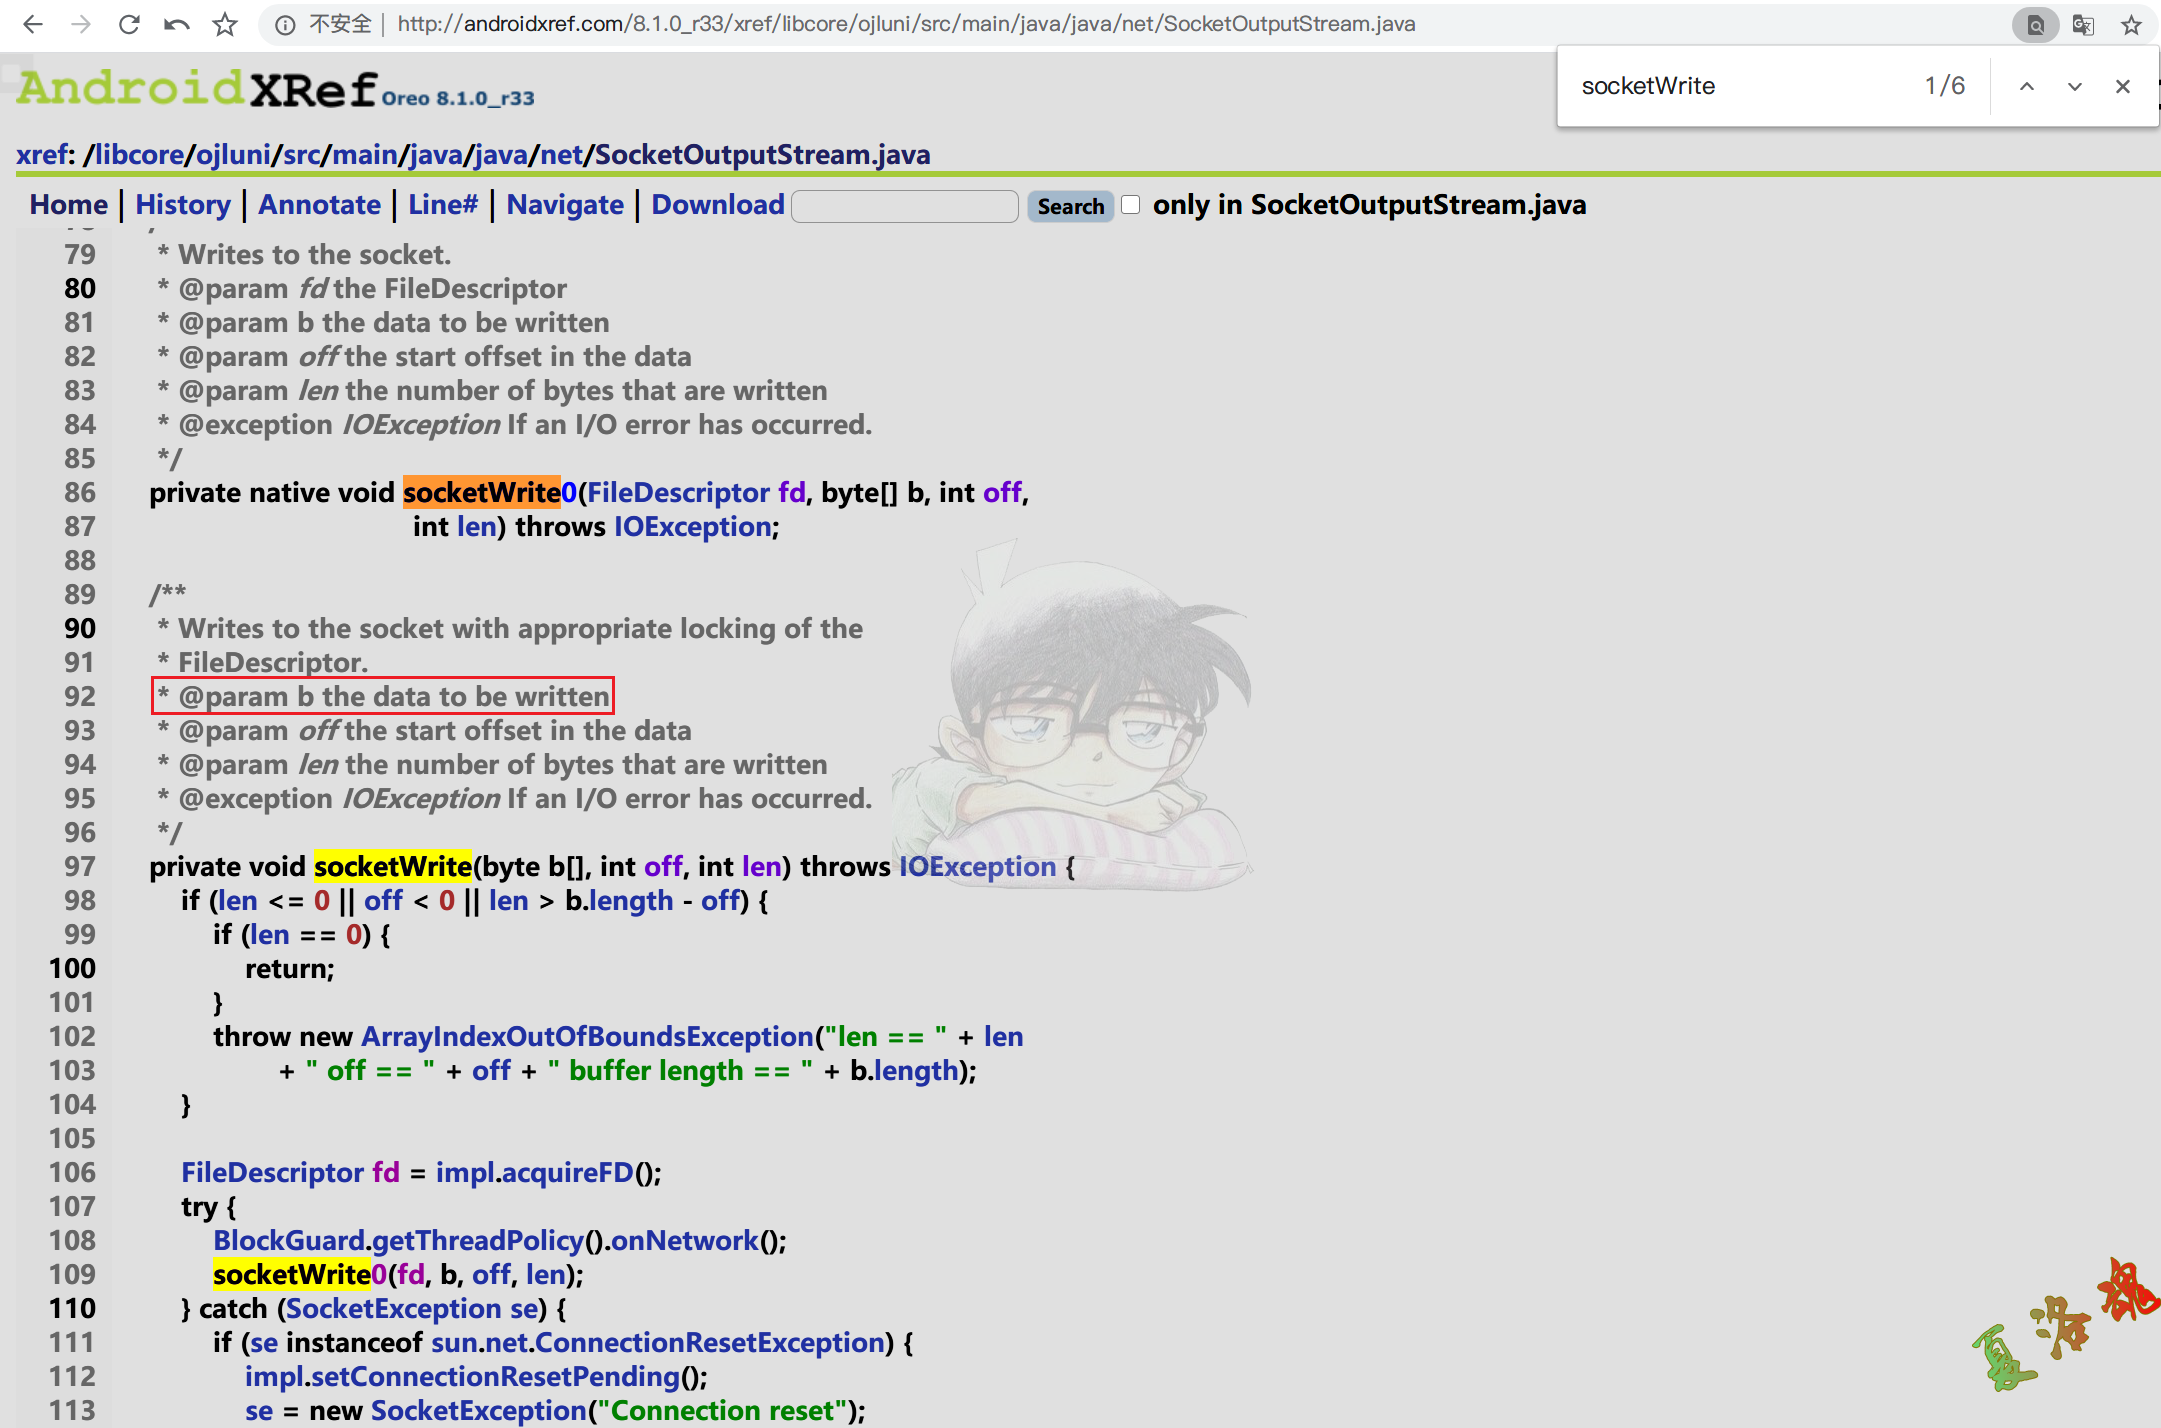 不安全 | http://androidxref.com/8.1.0_r33/xref/libcore/ojluni/src/main/java/java/net/SocketOutputStream.java
socketWrite 1/6
AndroidXRef Oreo 8.1.0_r33
xref: /libcore/ojluni/src/main/java/java/net/SocketOutputStream.java
Home | History | Annotate | Line# | Navigate | Download Search only in SocketOutputStream.java
79 * Writes to the socket.
80 * @param fd the FileDescriptor
81 * @param b the data to be written
82 * @param off the start offset in the data
83 * @param len the number of bytes that are written
84 * @exception IOException If an I/O error has occurred.
85 */
86 private native void socketWrite0(FileDescriptor fd, byte[] b, int off,
87 int len) throws IOException;
88
89 /**
90 * Writes to the socket with appropriate locking of the
91 * FileDescriptor.
92 * @param b the data to be written
93 * @param off the start offset in the data
94 * @param len the number of bytes that are written
95 * @exception IOException If an I/O error has occurred.
96 */
97 private void socketWrite(byte b[], int off, int len) throws IOException {
98 if (len <= 0 || off < 0 || len > b.length - off) {
99 if (len == 0) {
100 return;
101 }
102 throw new ArrayIndexOutOfBoundsException("len == " + len
103 + " off == " + off + " buffer length == " + b.length);
104 }
105
106 FileDescriptor fd = impl.acquireFD();
107 try {
108 BlockGuard.getThreadPolicy().onNetwork();
109 socketWrite0(fd, b, off, len);
110 } catch (SocketException se) {
111 if (se instanceof sun.net.ConnectionResetException) {
112 impl.setConnectionResetPending();
113 se = new SocketException("Connection reset");
夏洛魂